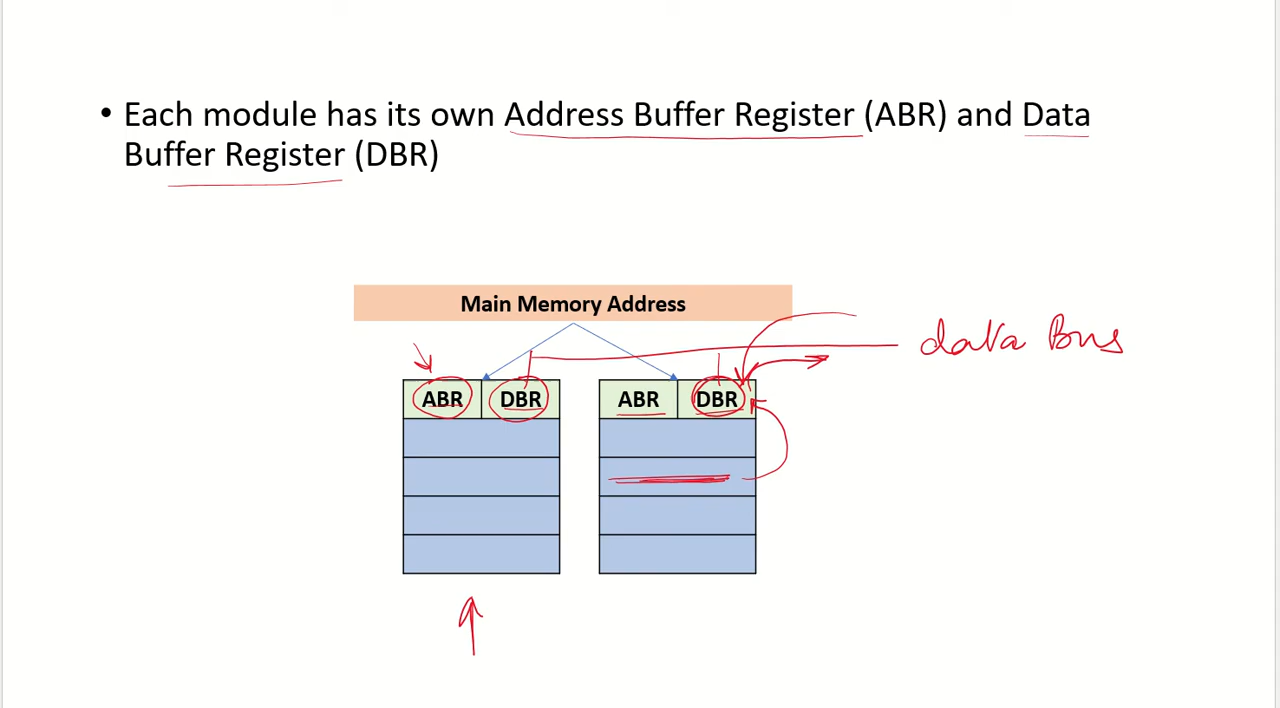 • Each module has its own Address Buffer Register (ABR) and Data
Buffer Register (DBR)
Main Memory Address
data Bus
ABR DBR ABR DBR